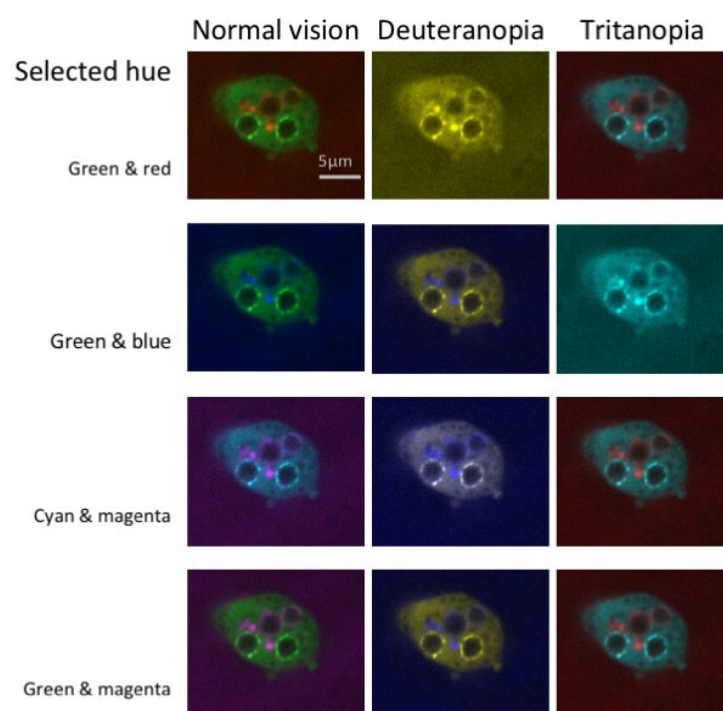 Normal vision Deuteranopia Tritanopia
Selected hue
Green & red
5µm
Green & blue
Cyan & magenta
Green & magenta